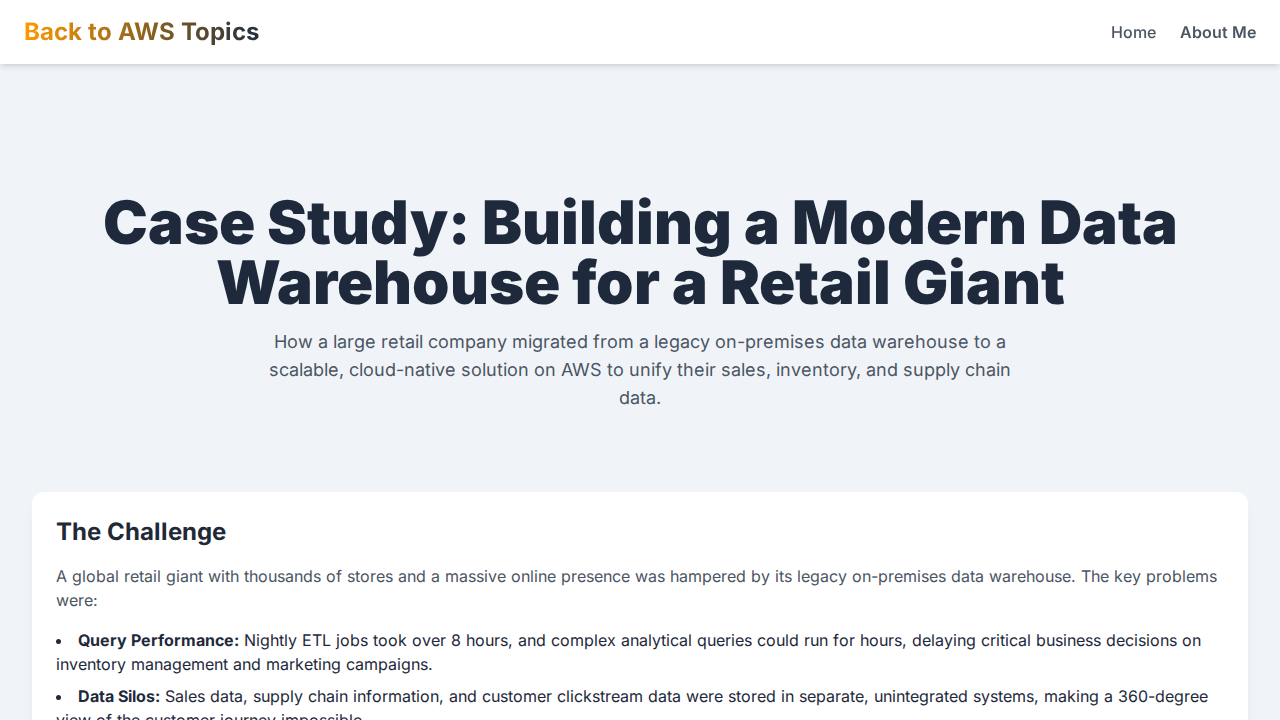 Back to AWS Topics
Home
About Me
Case Study: Building a Modern Data
Warehouse for a Retail Giant
How a large retail company migrated from a legacy on-premises data warehouse to a
scalable, cloud-native solution on AWS to unify their sales, inventory, and supply chain
data.
The Challenge
A global retail giant with thousands of stores and a massive online presence was hampered by its legacy on-premises data warehouse. The key problems
were:
• Query Performance: Nightly ETL jobs took over 8 hours, and complex analytical queries could run for hours, delaying critical business decisions on
inventory management and marketing campaigns.
• Data Silos: Sales data, supply chain information, and customer clickstream data were stored in separate, unintegrated systems, making a 360-degree
view of the customer journey impossible.